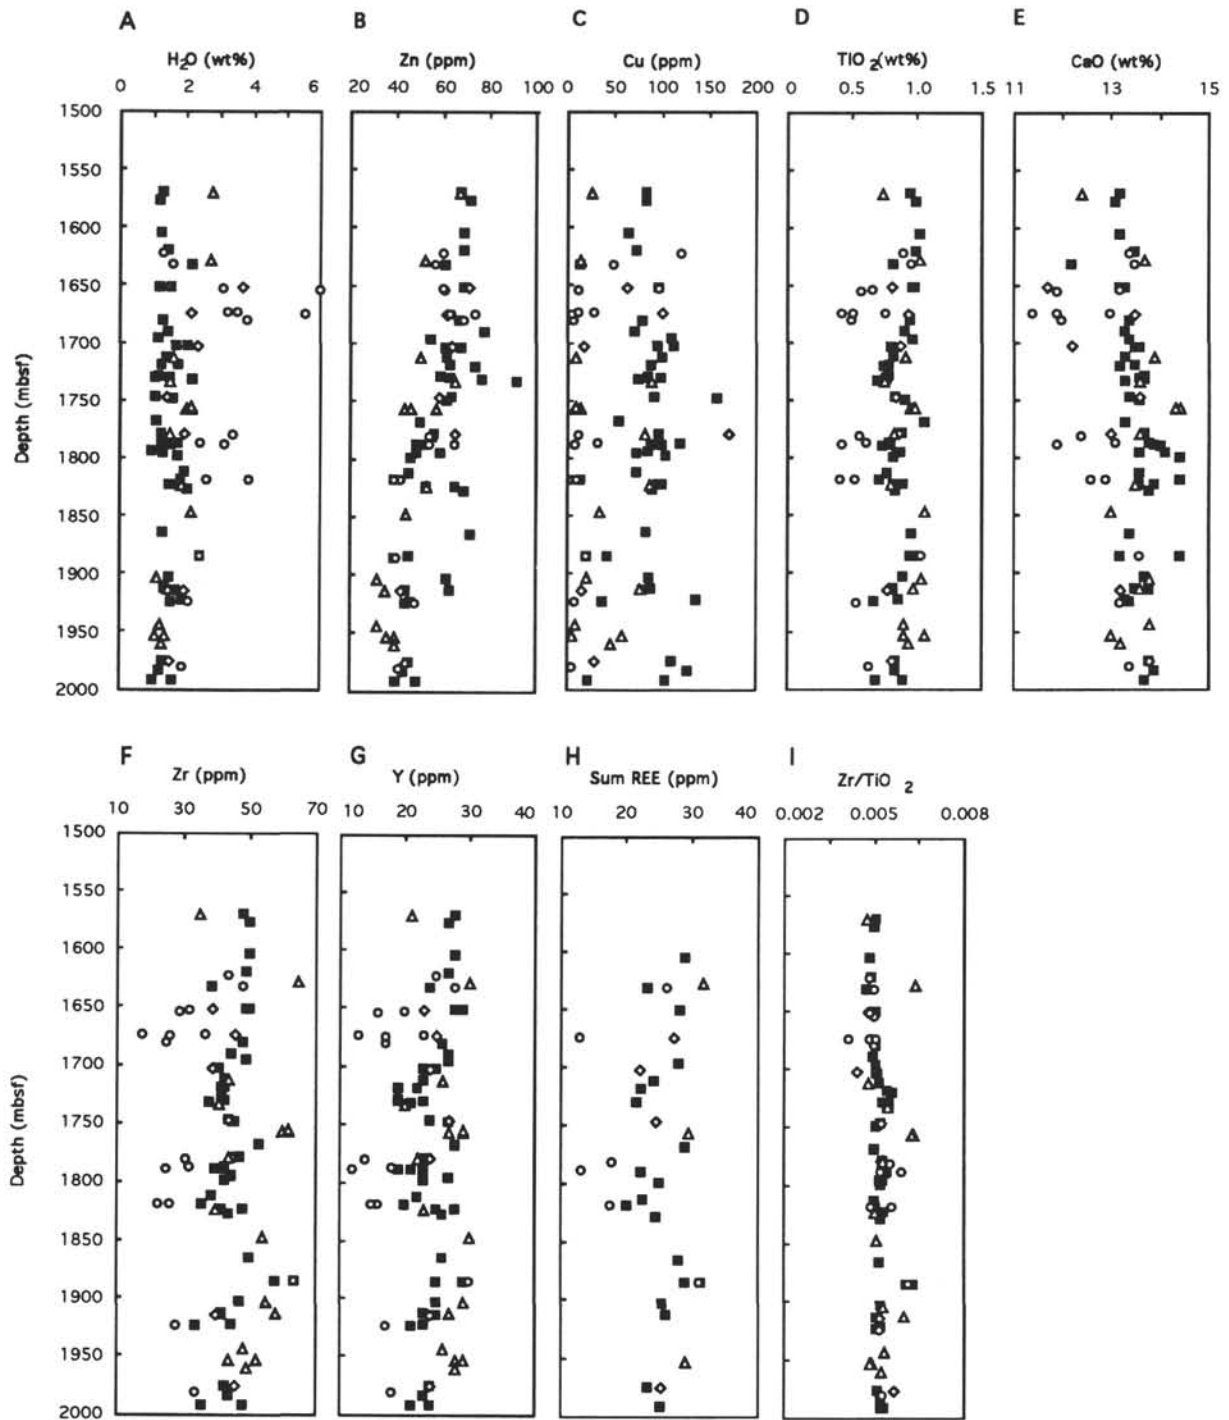 A B C D E
H₂O (wt%) Zn (ppm) Cu (ppm) TIO ₂(wt%) CaO (wt%)
0 2 4 6 20 40 60 80 100 0 50 100 150 200 0 0.5 1.0 1.5 11 13 15
1500
1550
1600
1650
1700
1750
1800
1850
1900
1950
2000
Depth (mbsf)
F G H I
Zr (ppm) Y (ppm) Sum REE (ppm) Zr/TiO ₂
10 30 50 70 10 20 30 40 10 20 30 40 0.002 0.005 0.008
1500
1550
1600
1650
1700
1750
1800
1850
1900
1950
2000
Depth (mbsf)